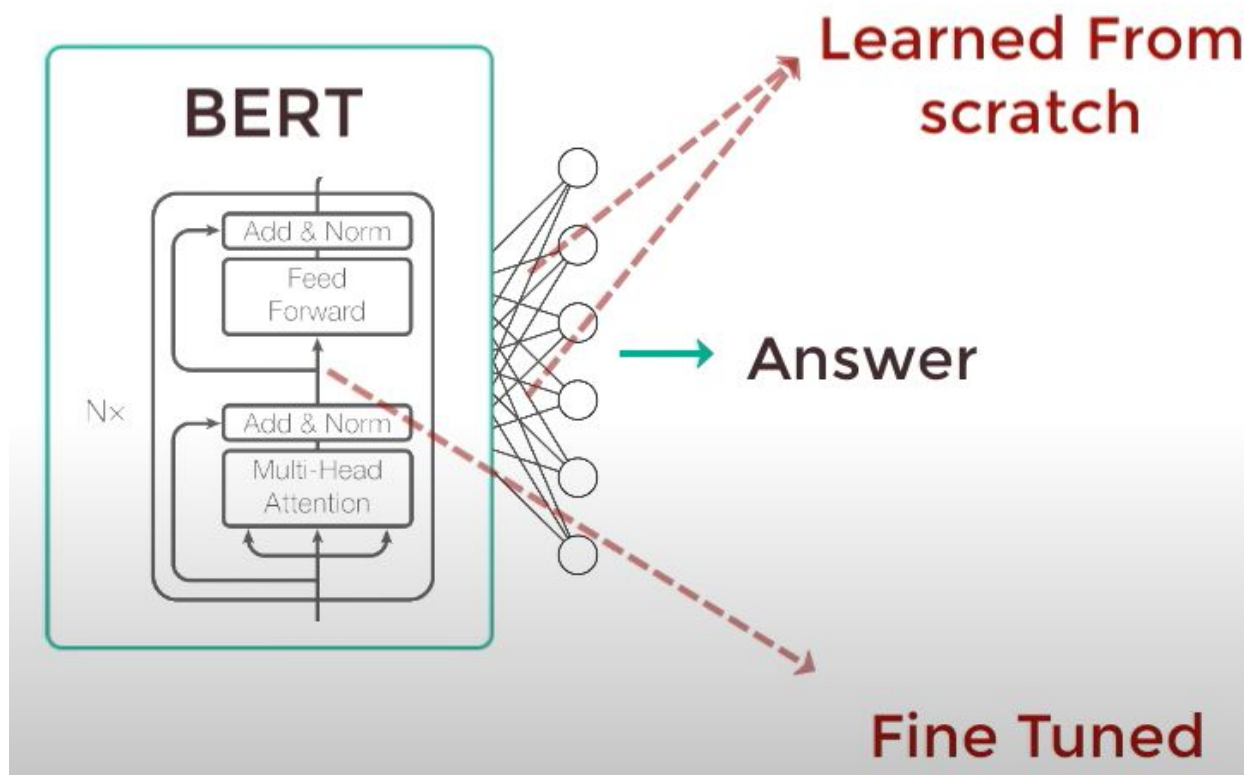 Learned From
scratch
BERT
Add & Norm
Feed
Forward
Nx
Add & Norm
Multi-Head
Attention
Answer
Fine Tuned